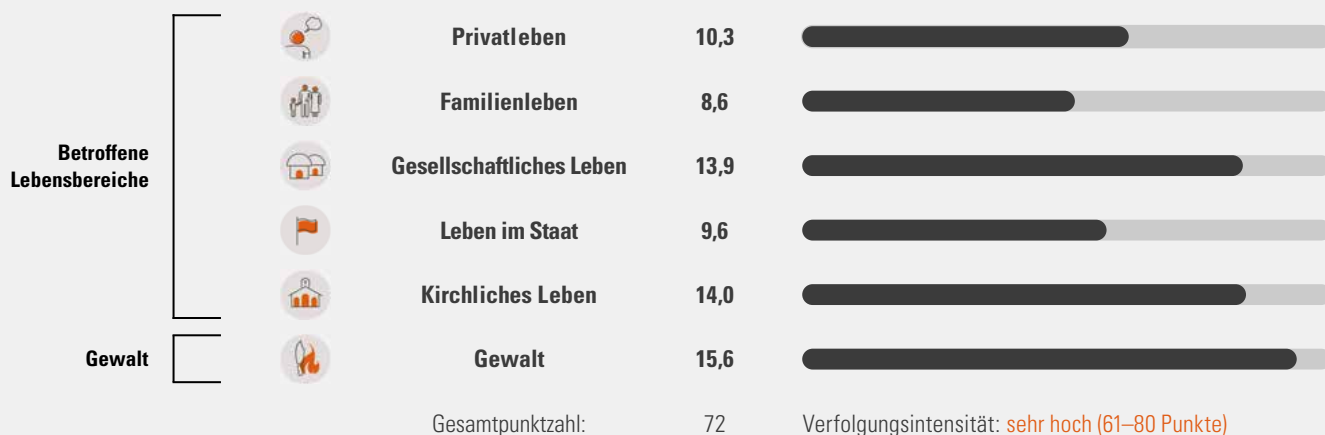 Privatleben 10,3
Familienleben 8,6
Betroffene
Lebensbereiche
Gesellschaftliches Leben 13,9
Leben im Staat 9,6
Kirchliches Leben 14,0
Gewalt Gewalt 15,6
Gesamtpunktzahl: 72 Verfolgungsintensität: sehr hoch (61–80 Punkte)